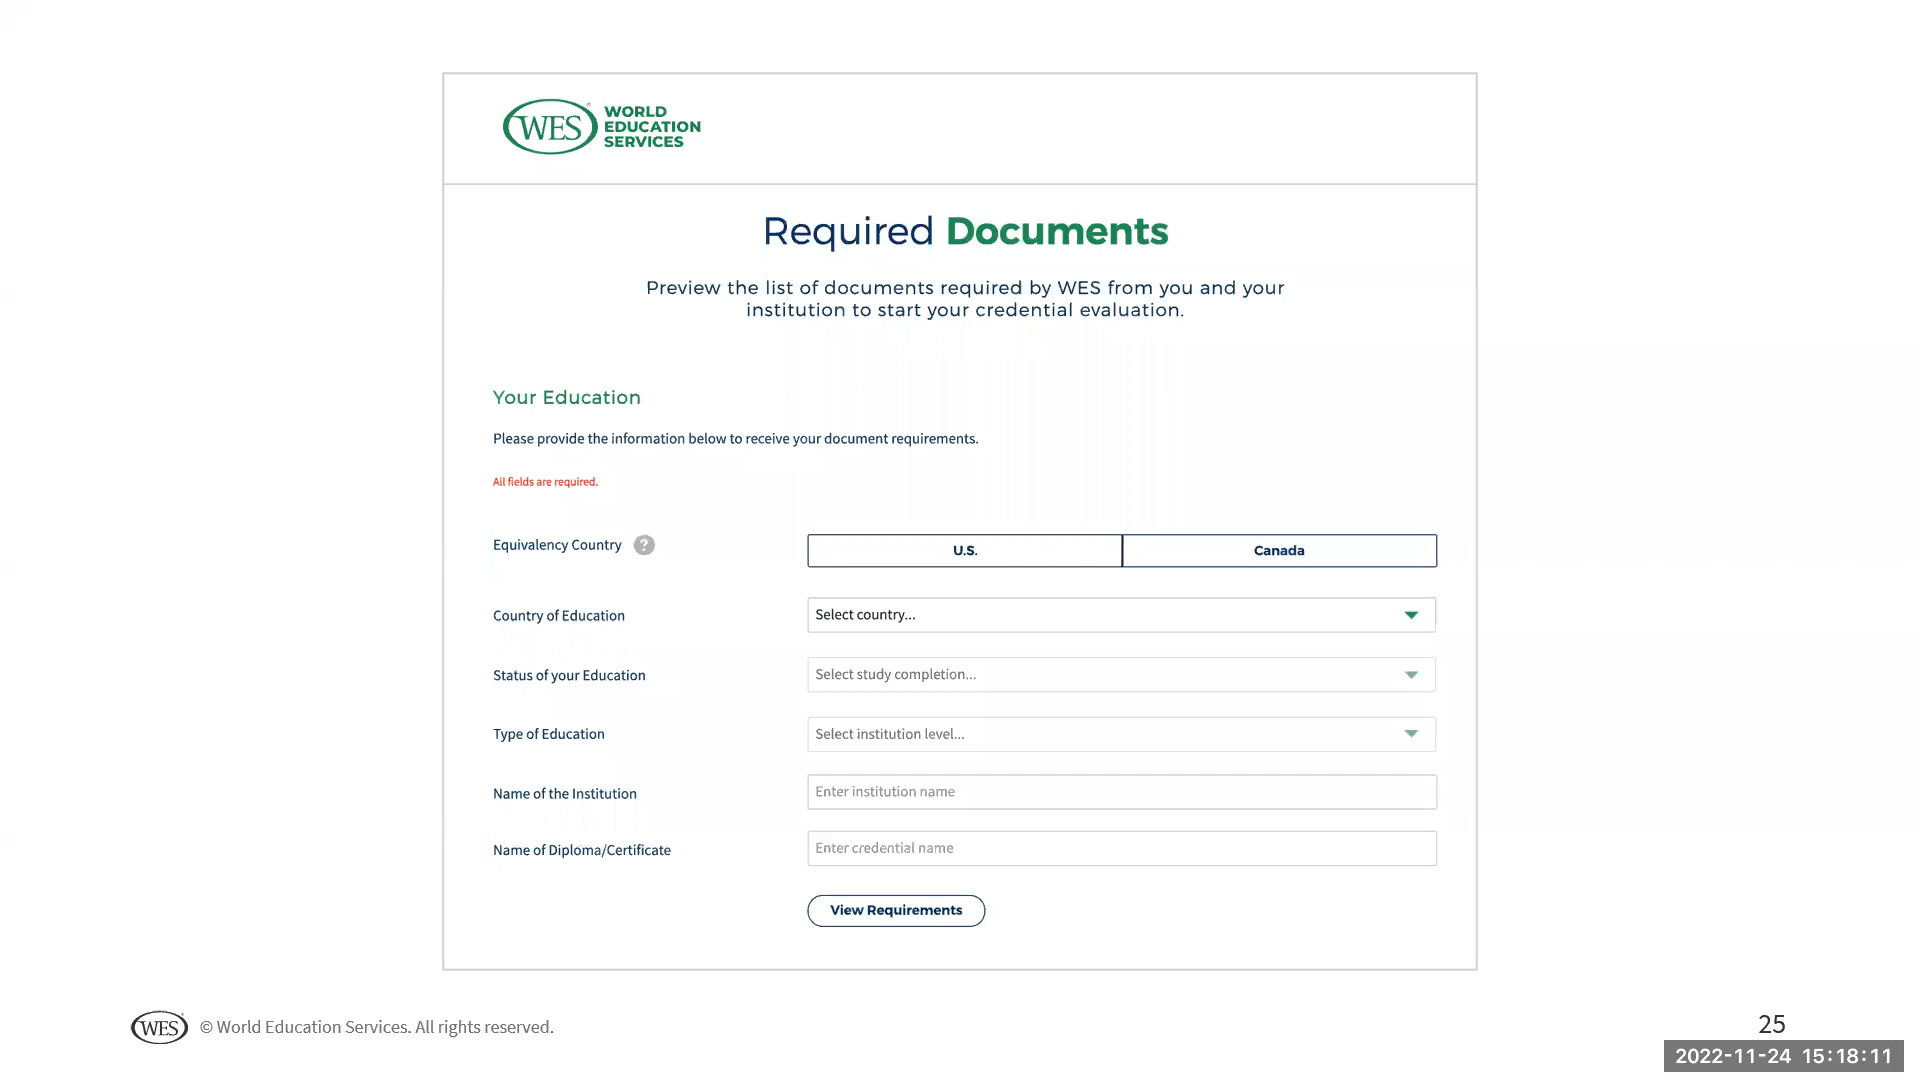 WES
WORLD
EDUCATION
SERVICES
Required Documents
Preview the list of documents required by WES from you and your
institution to start your credential evaluation.
Your Education
Please provide the information below to receive your document requirements.
All fields are required.
Equivalency Country ?
U.S.
Canada
Country of Education
Select country...
Status of your Education
Select study completion...
Type of Education
Select institution level...
Name of the Institution
Enter institution name
Name of Diploma/Certificate
Enter credential name
View Requirements
WES © World Education Services. All rights reserved.
25
2022-11-24 15:18:11